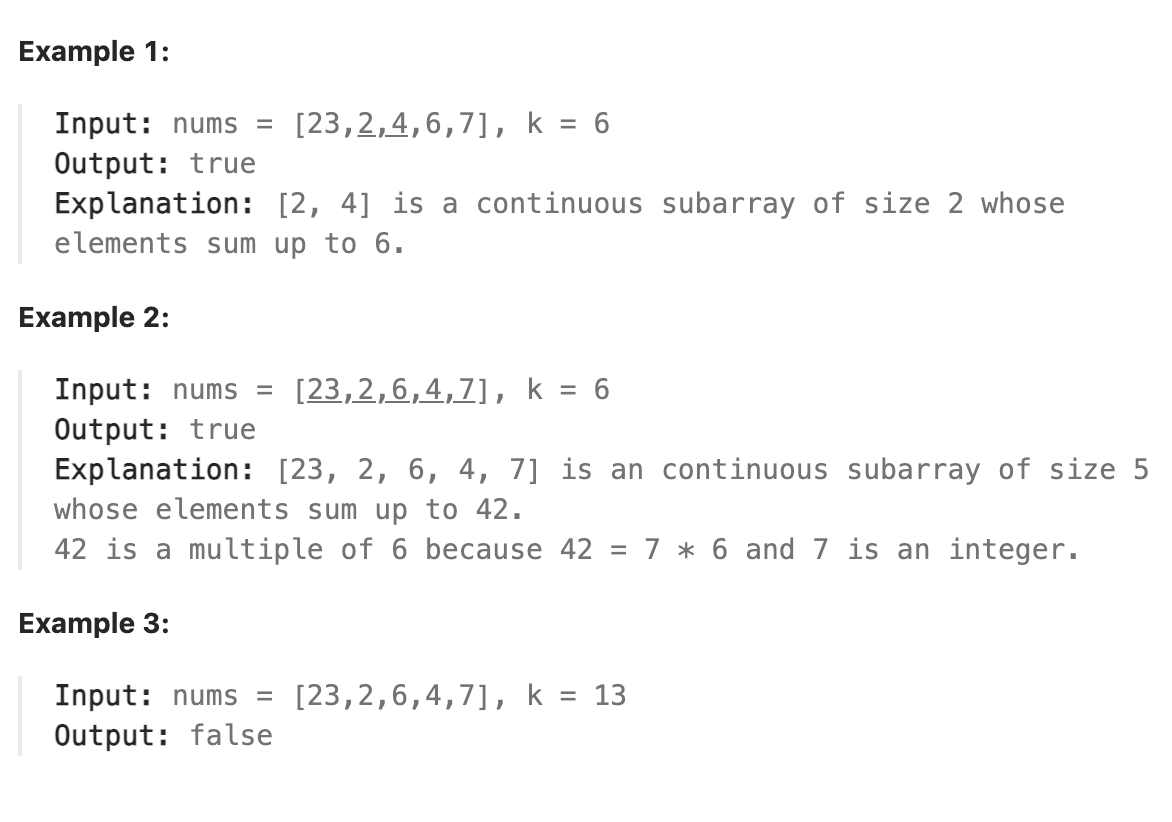 Example 1:
Input: nums = [23,2,4,6,7], k = 6
Output: true
Explanation: [2, 4] is a continuous subarray of size 2 whose
elements sum up to 6.
Example 2:
Input: nums = [23,2,6,4,7], k = 6
Output: true
Explanation: [23, 2, 6, 4, 7] is an continuous subarray of size 5
whose elements sum up to 42.
42 is a multiple of 6 because 42 = 7 * 6 and 7 is an integer.
Example 3:
Input: nums = [23,2,6,4,7], k = 13
Output: false